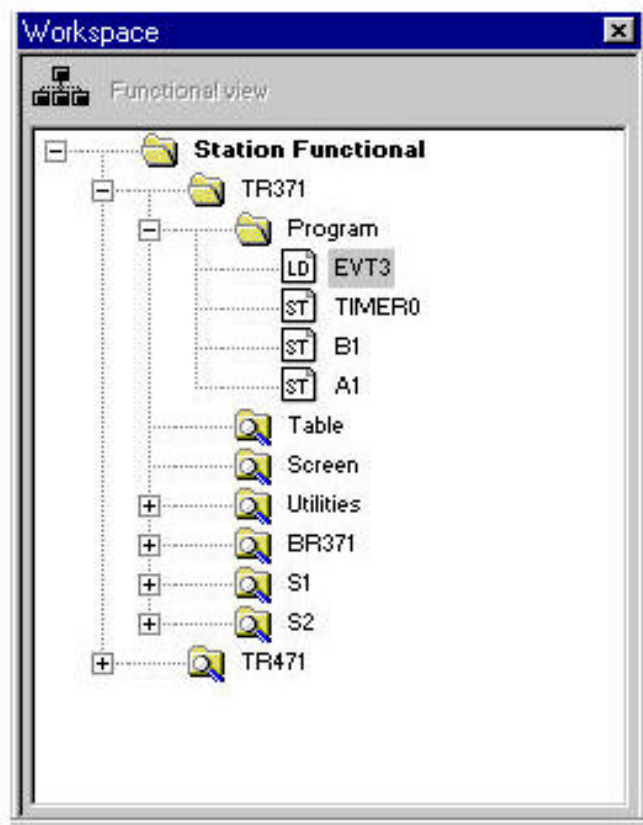 Workspace
Functional view
Station Functional
TR371
Program
LD EVT3
ST TIMER0
ST B1
ST A1
Table
Screen
Utilities
BR371
S1
S2
TR471